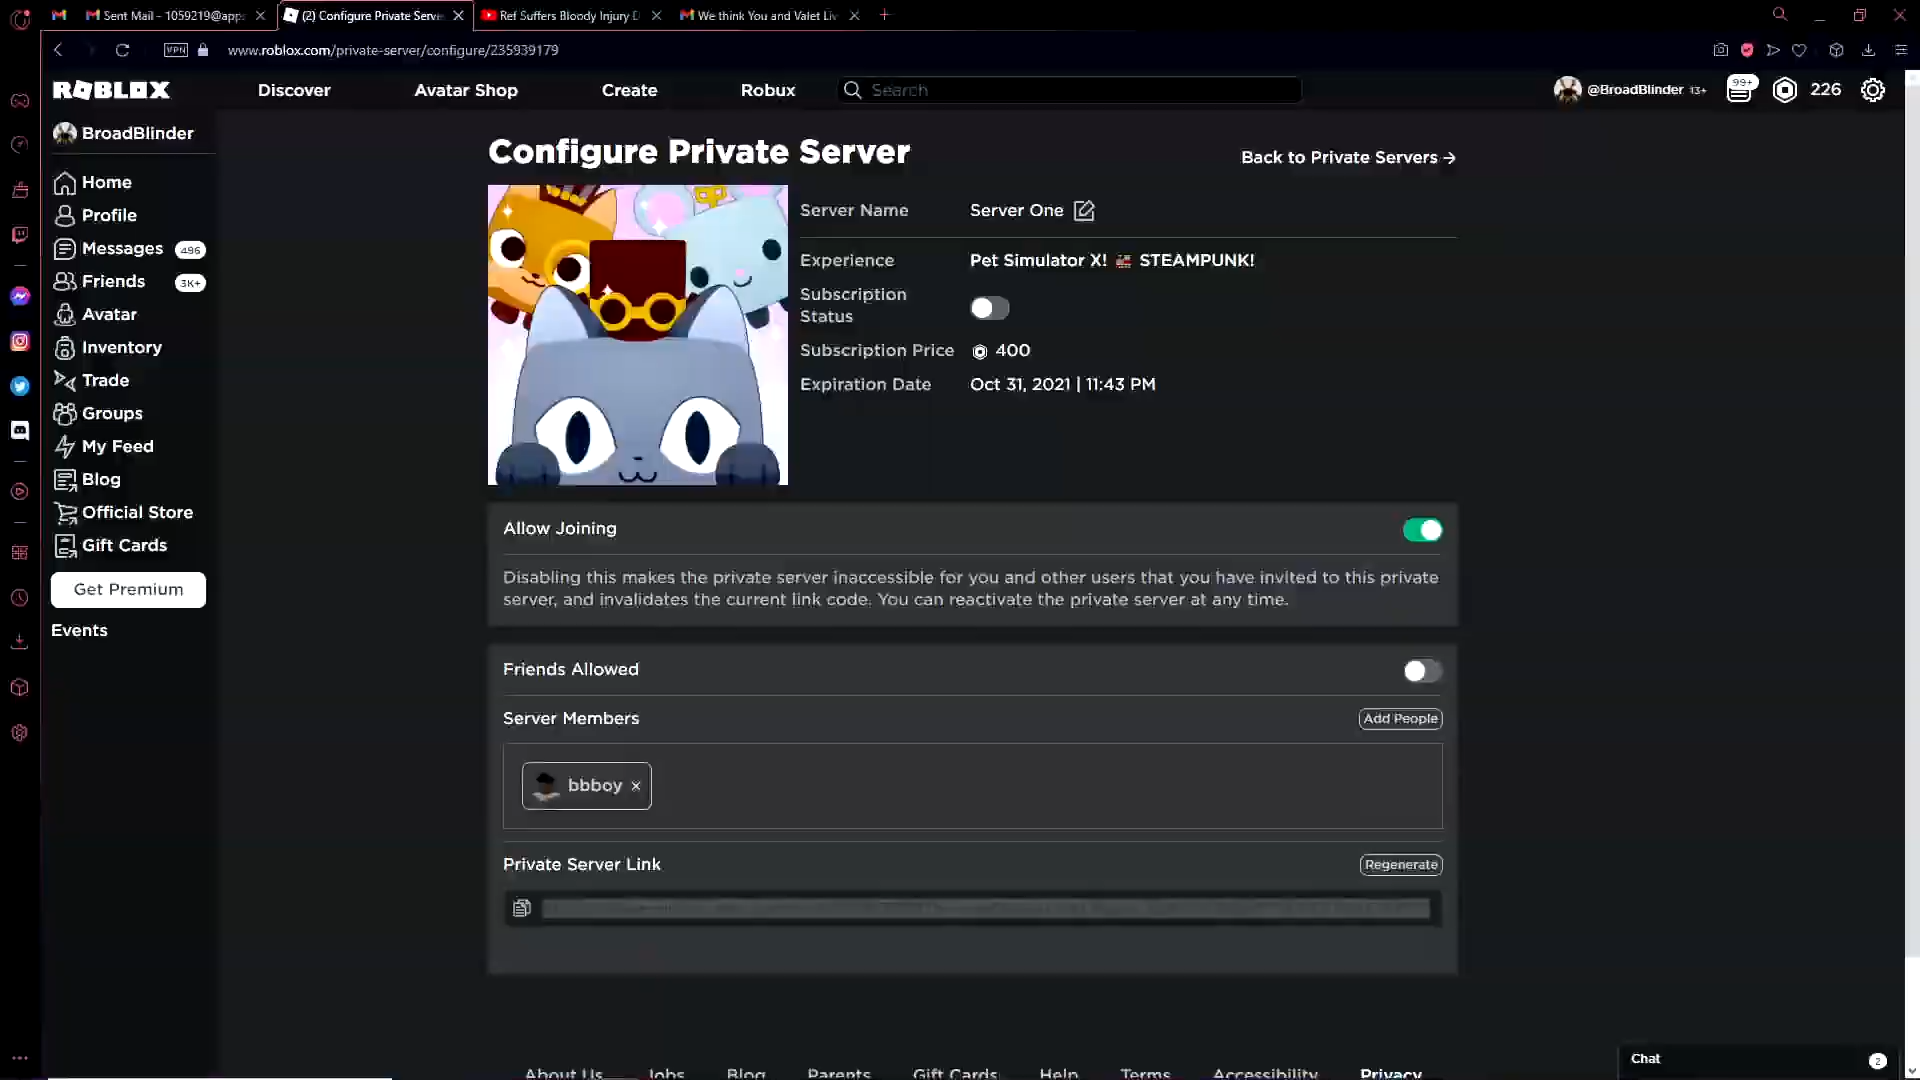 Sent Mail - 1059219@apps
(2) Configure Private Serve
Ref Suffers Bloody Injury D
We think You and Valet Liv
VPN
www.roblox.com/private-server/configure/235939179
ROBLOX
Discover
Avatar Shop
Create
Robux
Search
@BroadBlinder 13+
99+
226
BroadBlinder
Home
Profile
Messages 496
Friends 3K+
Avatar
Inventory
Trade
Groups
My Feed
Blog
Official Store
Gift Cards
Get Premium
Events
Configure Private Server
Back to Private Servers →
Server Name Server One
Experience Pet Simulator X! 🚂 STEAMPUNK!
Subscription
Status
Subscription Price 400
Expiration Date Oct 31, 2021 | 11:43 PM
Allow Joining
Disabling this makes the private server inaccessible for you and other users that you have invited to this private
server, and invalidates the current link code. You can reactivate the private server at any time.
Friends Allowed
Server Members
Add People
bbboy ×
Private Server Link
Regenerate
About Us Jobs Blog Parents Gift Cards Help Terms Accessibility Privacy
Chat 2